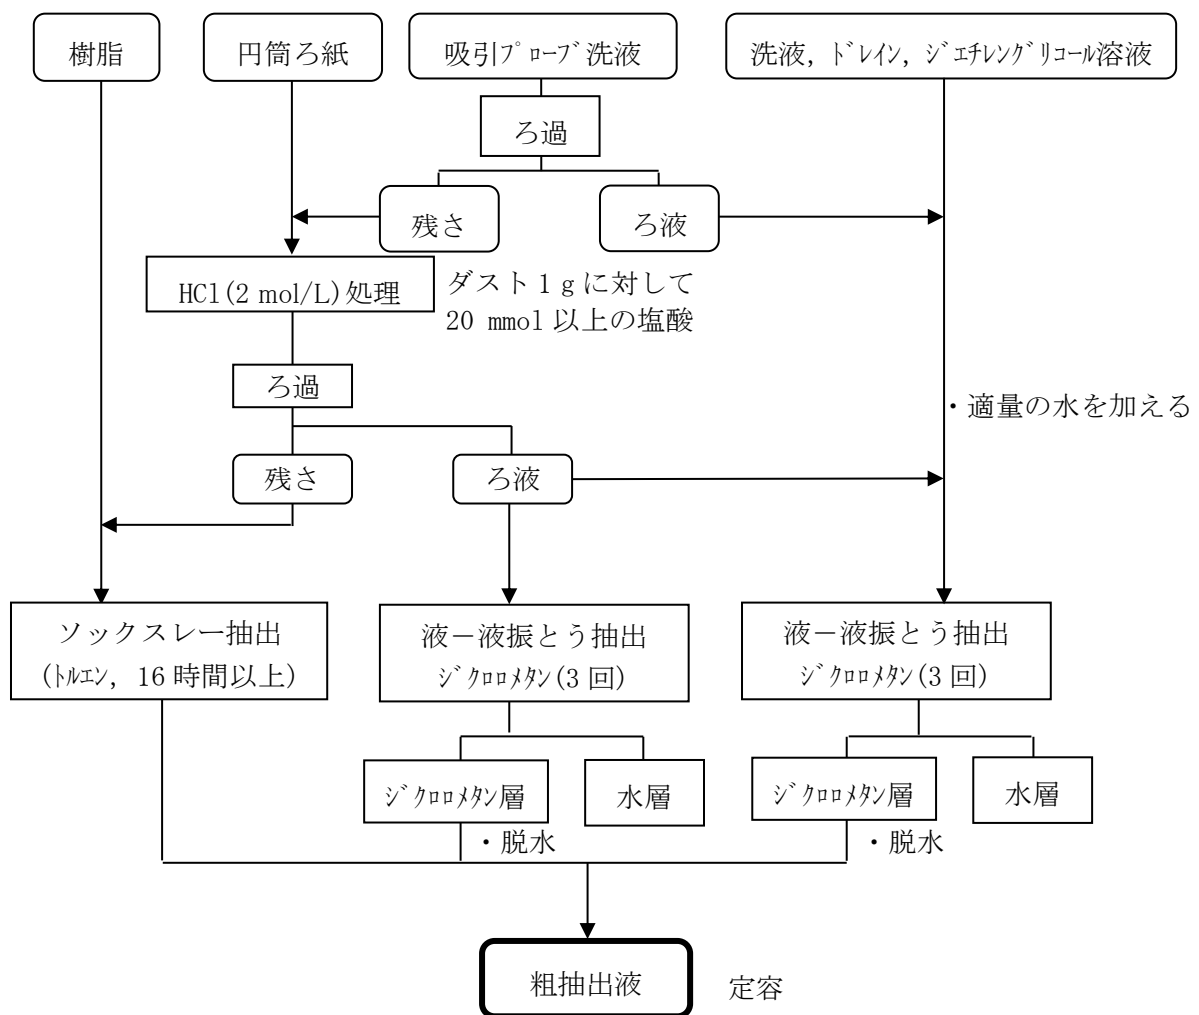 樹脂
円筒ろ紙
吸引ﾌﾟﾛｰﾌﾞ洗液
洗液, ﾄﾞﾚｲﾝ, ｼﾞｴﾁﾚﾝｸﾞﾘｺｰﾙ溶液
ろ過
残さ
ろ液
HCl(2 mol/L)処理
ダスト 1 g に対して
20 mmol 以上の塩酸
ろ過
・適量の水を加える
残さ
ろ液
ソックスレー抽出
(ﾄﾙｴﾝ, 16 時間以上)
液－液振とう抽出
ｼﾞｸﾛﾛﾒﾀﾝ(3 回)
液－液振とう抽出
ｼﾞｸﾛﾛﾒﾀﾝ(3 回)
ｼﾞｸﾛﾛﾒﾀﾝ層
水層
ｼﾞｸﾛﾛﾒﾀﾝ層
水層
・脱水
・脱水
粗抽出液
定容